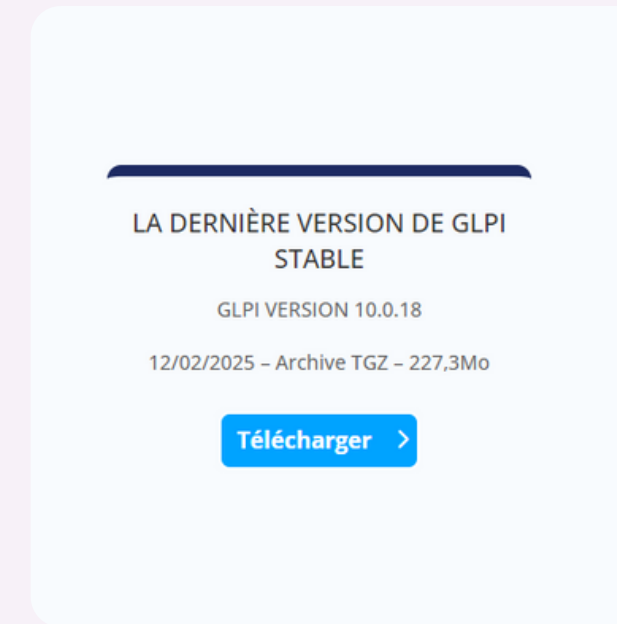 LA DERNIÈRE VERSION DE GLPI
STABLE
GLPI VERSION 10.0.18
12/02/2025 – Archive TGZ – 227,3Mo
Télécharger